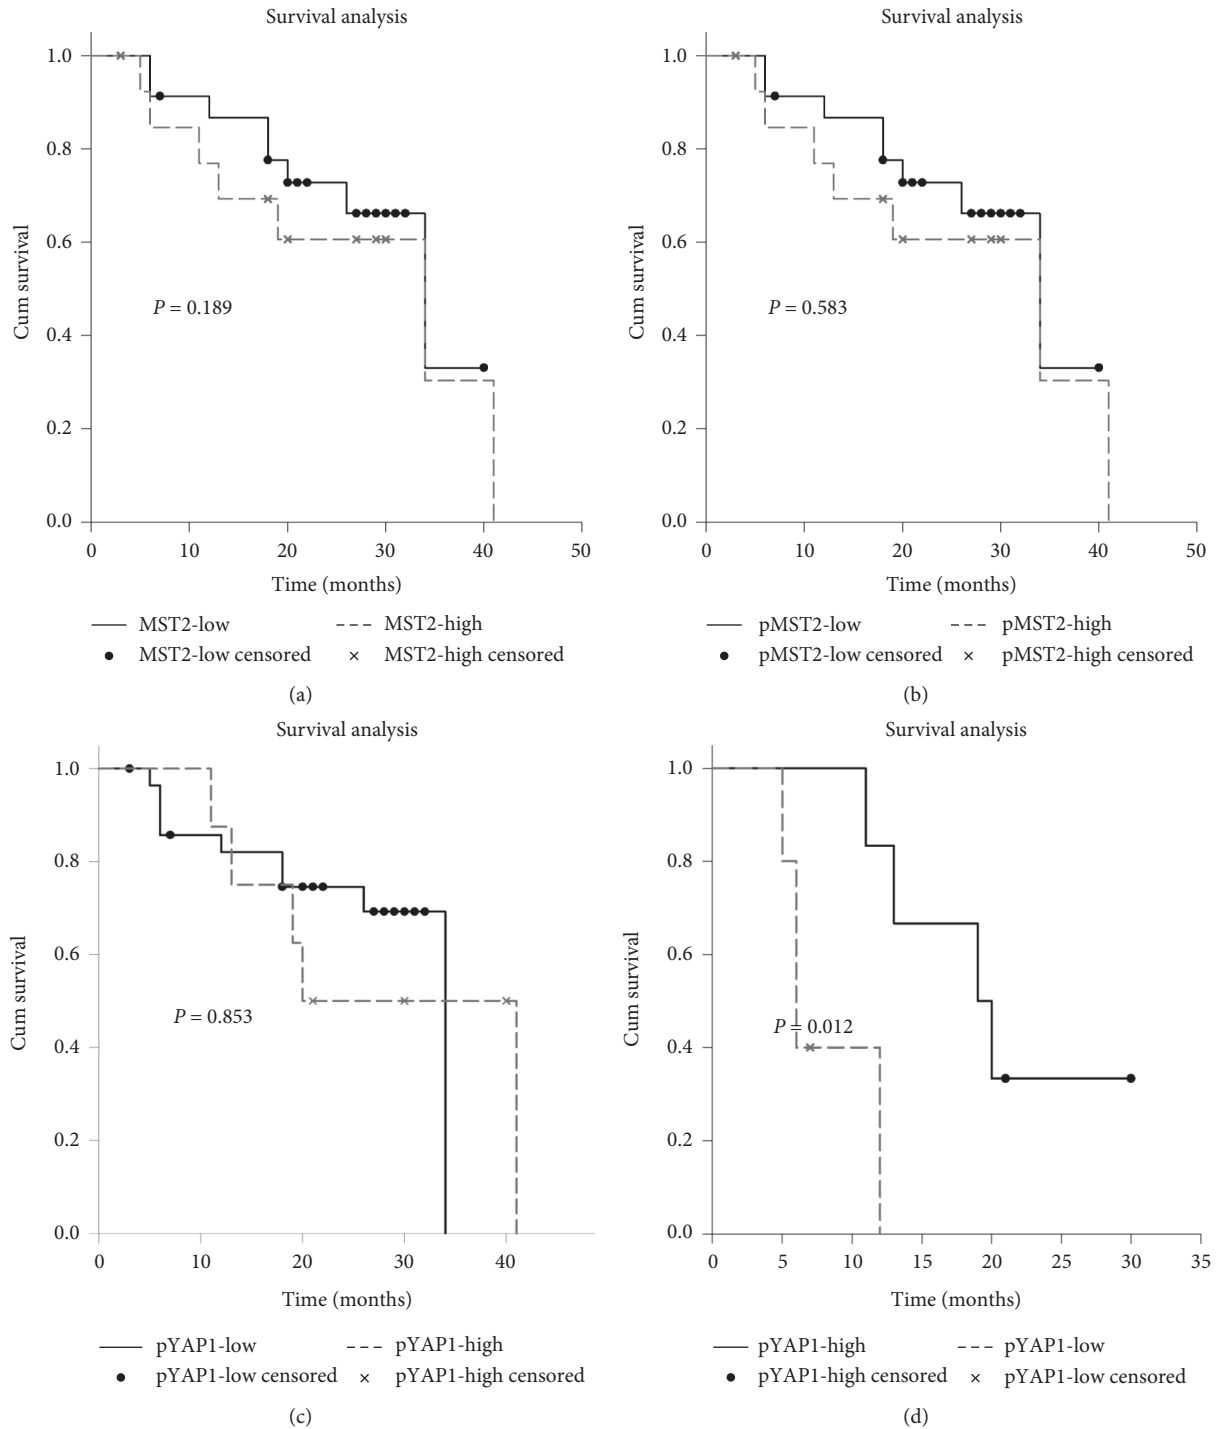 Survival analysis
1.0
0.8
0.6
0.4
0.2
0.0
Cum survival
P = 0.189
0 10 20 30 40 50
Time (months)
MST2-low MST2-high
MST2-low censored MST2-high censored
(a)
Survival analysis
1.0
0.8
0.6
0.4
0.2
0.0
Cum survival
P = 0.583
0 10 20 30 40 50
Time (months)
pMST2-low pMST2-high
pMST2-low censored pMST2-high censored
(b)
Survival analysis
1.0
0.8
0.6
0.4
0.2
0.0
Cum survival
P = 0.853
0 10 20 30 40
Time (months)
pYAP1-low pYAP1-high
pYAP1-low censored pYAP1-high censored
(c)
Survival analysis
1.0
0.8
0.6
0.4
0.2
0.0
Cum survival
P = 0.012
0 5 10 15 20 25 30 35
Time (months)
pYAP1-high pYAP1-low
pYAP1-high censored pYAP1-low censored
(d)